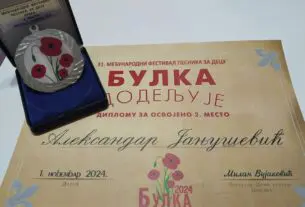 32. МЕЂУНАРОДНИ ФЕСТИВАЛ ПЕСНИКА ЗА ДЕЦУ
БУЛКА
ДОДЕЉУЈЕ
ДИПЛОМУ ЗА ОСВОЈЕНО 2. МЕСТО
Александар Јанушевић
1. новембар 2024.
Милан Вујаковић
2024
БУЛКА